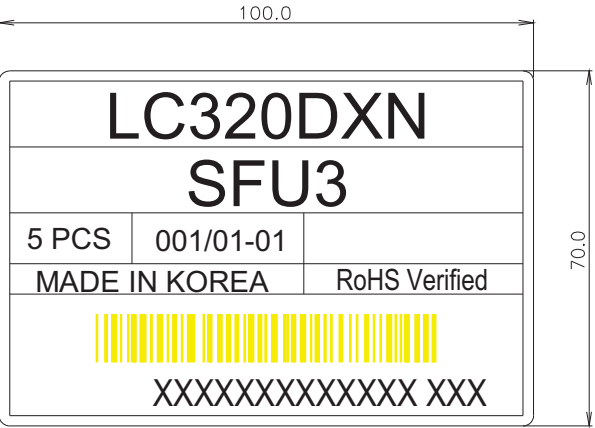 100.0
LC320DXN
SFU3
5 PCS 001/01-01
MADE IN KOREA RoHS Verified
70.0
XXXXXXXXXXXXX XXX